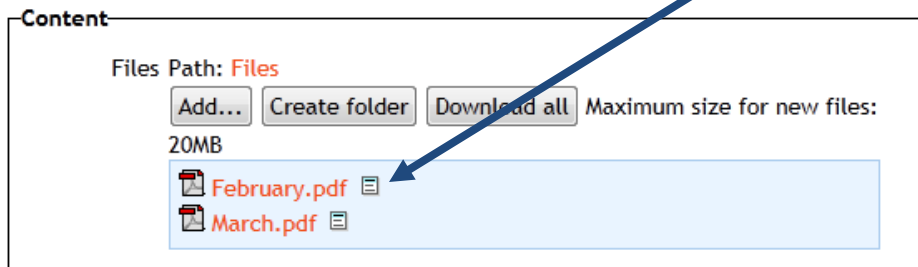 Content
Files Path: Files
Add... Create folder Download all Maximum size for new files:
20MB
February.pdf
March.pdf